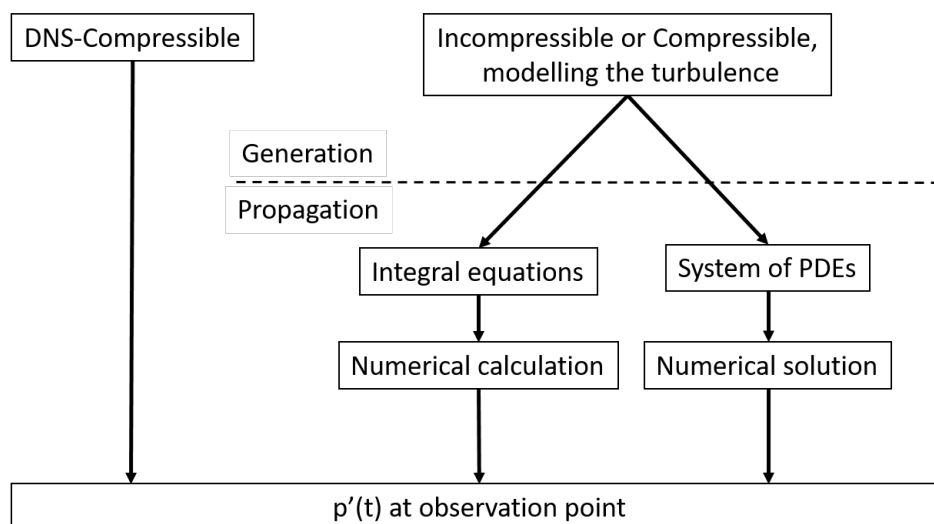 DNS-Compressible
Incompressible or Compressible,
modelling the turbulence
Generation
Propagation
Integral equations
System of PDEs
Numerical calculation
Numerical solution
p’(t) at observation point